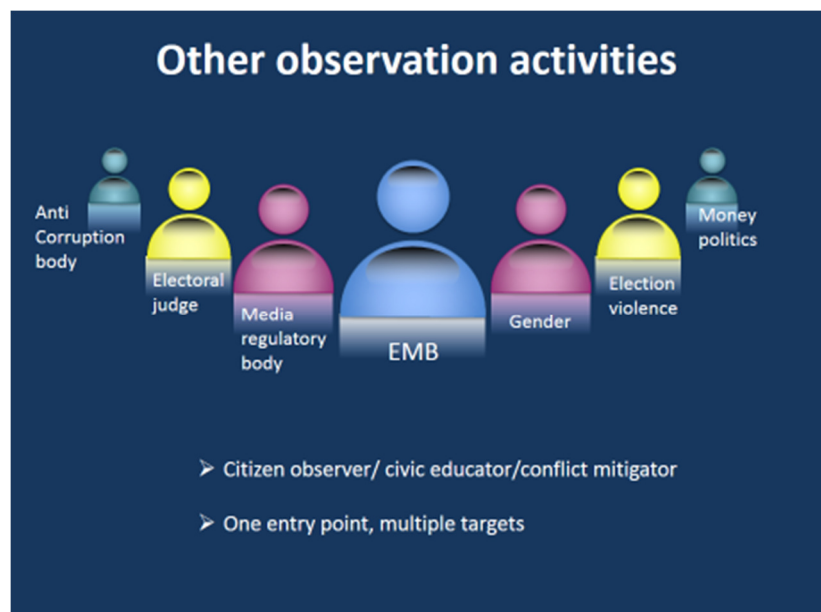 Other observation activities
Anti
Corruption
body
Electoral
judge
Media
regulatory
body
EMB
Gender
Election
violence
Money
politics
➢ Citizen observer/ civic educator/conflict mitigator
➢ One entry point, multiple targets